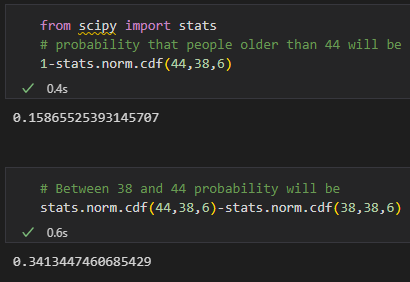 from scipy import stats
# probability that people older than 44 will be
1-stats.norm.cdf(44,38,6)
0.4s
0.15865525393145707
# Between 38 and 44 probability will be
stats.norm.cdf(44,38,6)-stats.norm.cdf(38,38,6)
0.6s
0.3413447460685429